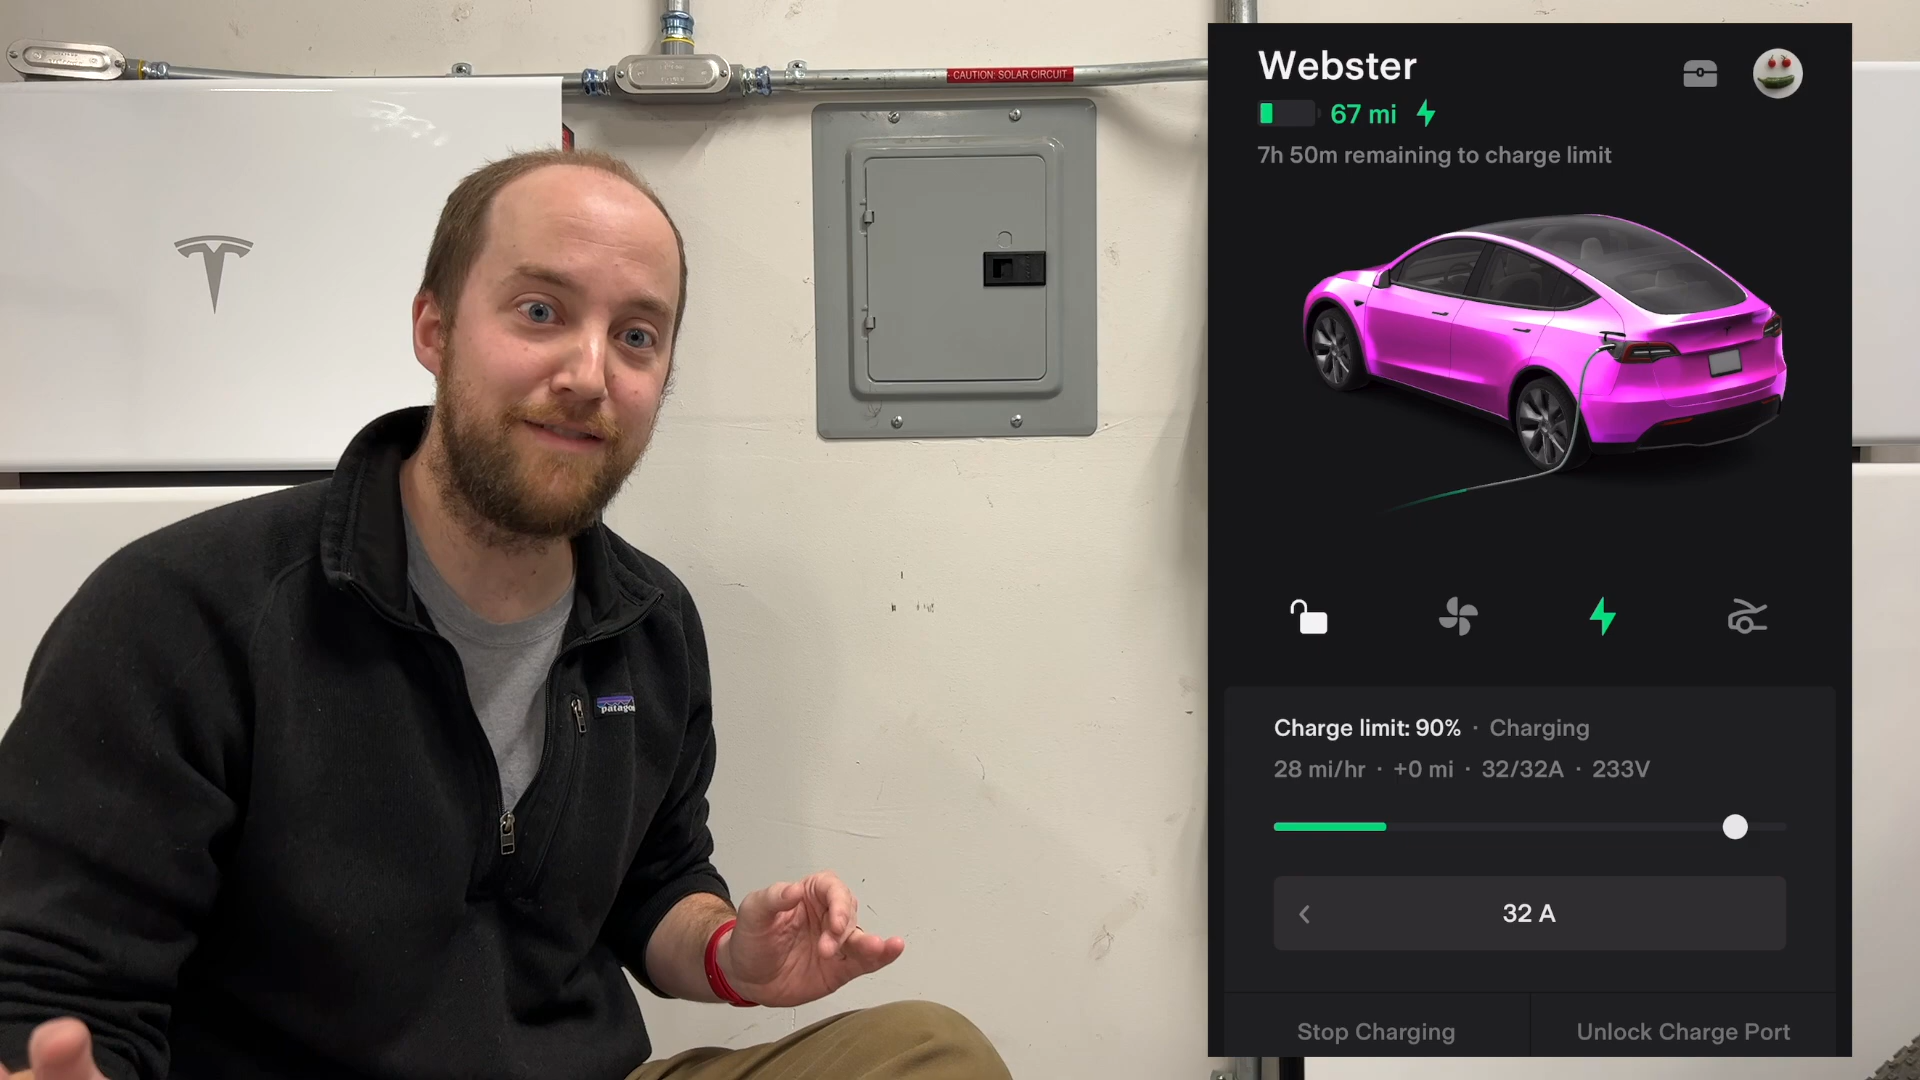 CAUTION: SOLAR CIRCUIT
patago
Webster
67 mi
7h 50m remaining to charge limit
Charge limit: 90% · Charging
28 mi/hr · +0 mi · 32/32A · 233V
32 A
Stop Charging
Unlock Charge Port